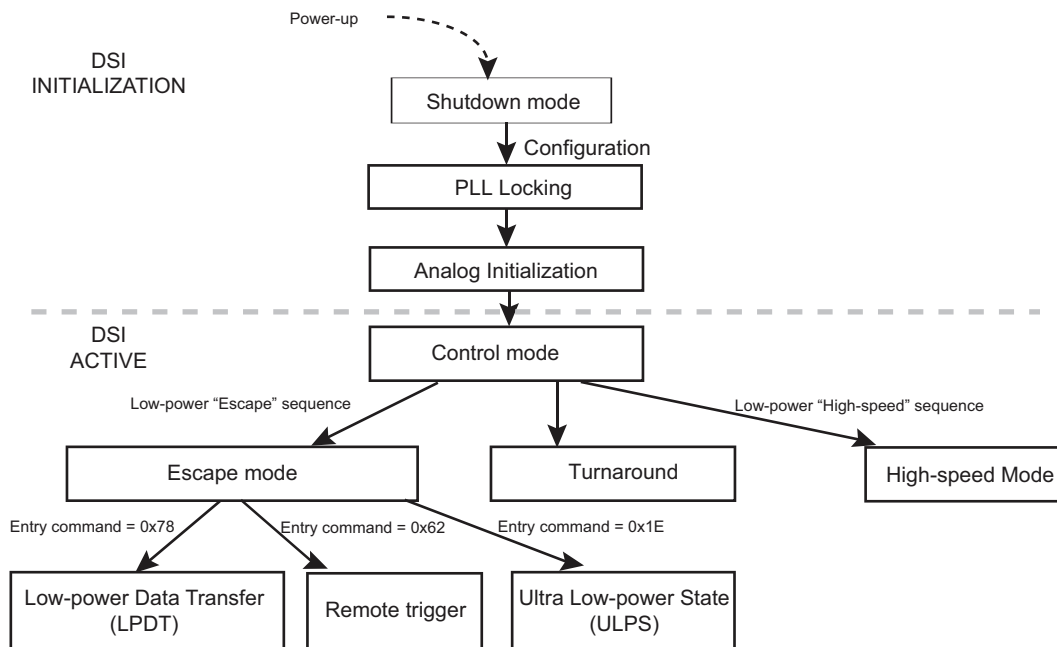 Power-up
DSI
INITIALIZATION
Shutdown mode
Configuration
PLL Locking
Analog Initialization
DSI
ACTIVE
Control mode
Low-power “Escape” sequence
Low-power “High-speed” sequence
Escape mode
Turnaround
High-speed Mode
Entry command = 0x78
Entry command = 0x62
Entry command = 0x1E
Low-power Data Transfer
(LPDT)
Remote trigger
Ultra Low-power State
(ULPS)